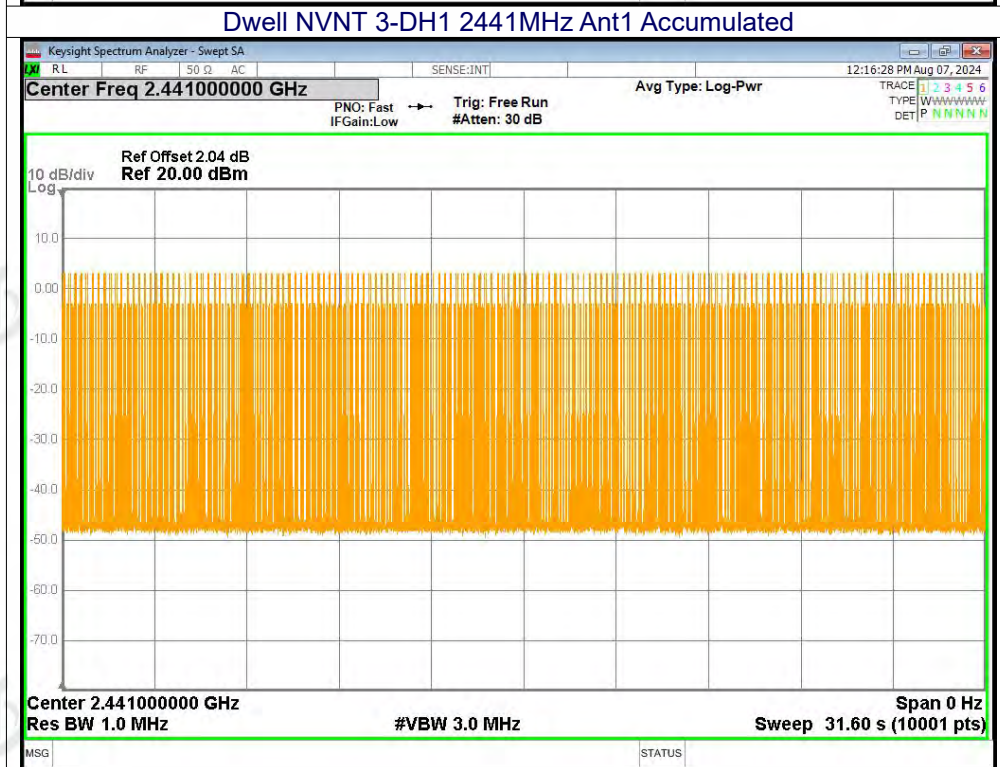 Dwell NVNT 3-DH1 2441MHz Ant1 Accumulated
Keysight Spectrum Analyzer - Swept SA
LXI RL RF 50 Ω AC SENSE:INT 12:16:28 PM Aug 07, 2024
Center Freq 2.441000000 GHz Avg Type: Log-Pwr TRACE 1 2 3 4 5 6
PNO: Fast Trig: Free Run TYPE WWWWWWW
IFGain:Low #Atten: 30 dB DET P N N N N N
Ref Offset 2.04 dB
10 dB/div Ref 20.00 dBm
Log
10.0
0.00
-10.0
-20.0
-30.0
-40.0
-50.0
-60.0
-70.0
Center 2.441000000 GHz Span 0 Hz
Res BW 1.0 MHz #VBW 3.0 MHz Sweep 31.60 s (10001 pts)
MSG STATUS